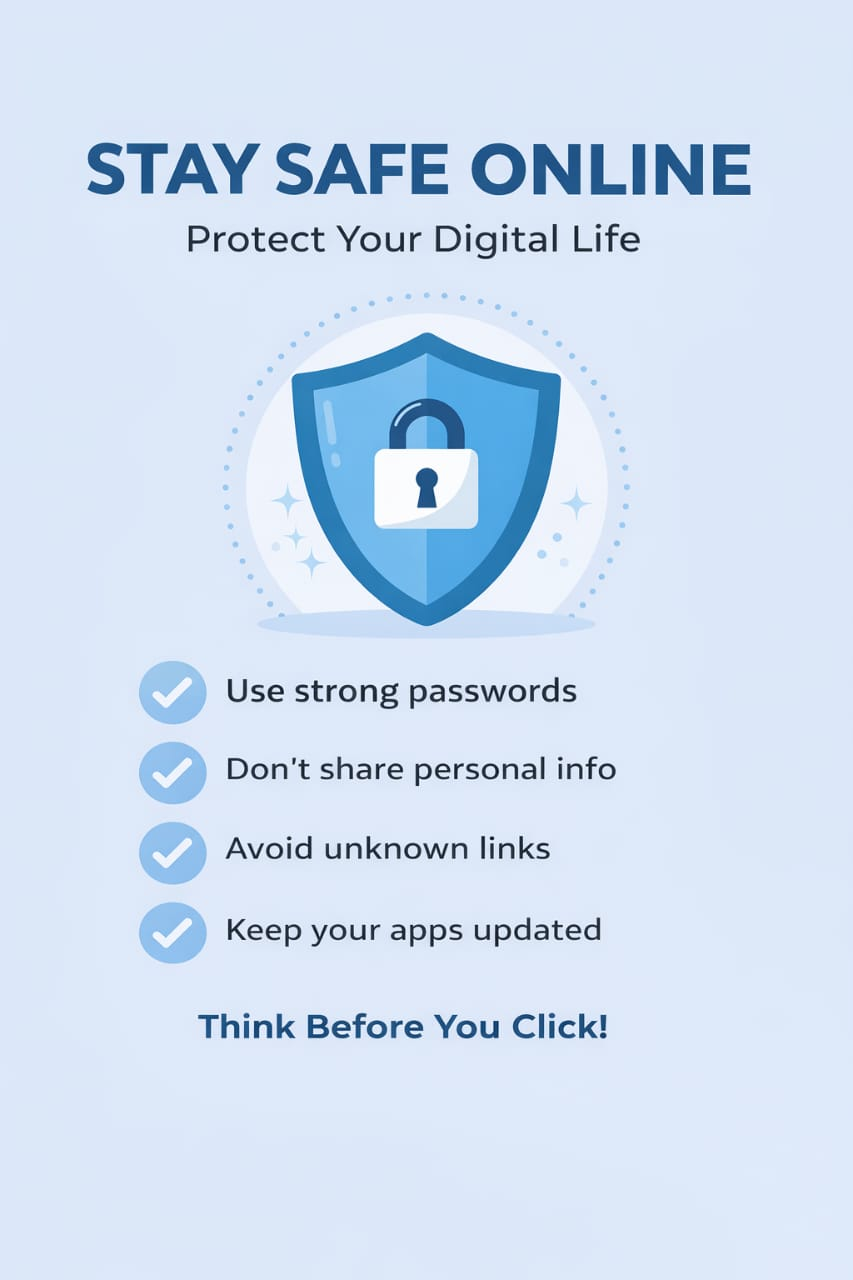 STAY SAFE ONLINE
Protect Your Digital Life
Use strong passwords
Don't share personal info
Avoid unknown links
Keep your apps updated
Think Before You Click!